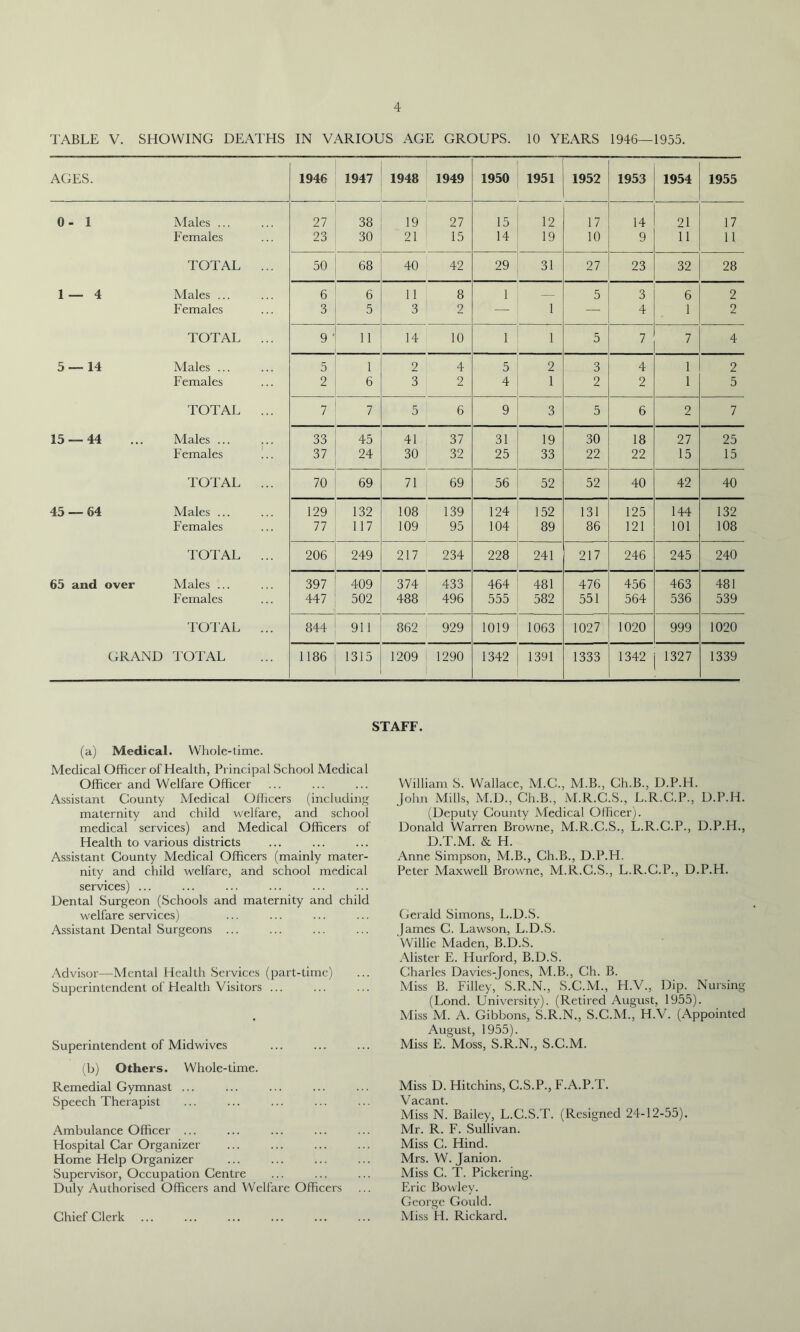 4
TABLE V. SHOWING DEATHS IN VARIOUS AGE GROUPS. 10 YEARS 1946—1955.
AGES. 1946 1947 1948 1949 1950 1951 1952 1953 1954 1955
0 - 1 Males ... ... 27 38 19 27 15 12 17 14 21 17
Females ... 23 30 21 15 14 19 10 9 11 11
TOTAL ... 50 68 40 42 29 31 27 23 32 28
1 — 4 Males ... ... 6 6 11 8 1 — 5 3 6 2
Females ... 3 5 3 2 — 1 — 4 1 2
TOTAL ... 9 11 14 10 1 1 5 7 7 4
5 — 14 Males ... ... 5 1 2 4 5 2 3 4 1 2
Females ... 2 6 3 2 4 1 2 2 1 5
TOTAL ... 7 7 5 6 9 3 5 6 2 7
15 — 44 ... Males ... ... 33 45 41 37 31 19 30 18 27 25
Females ... 37 24 30 32 25 33 22 22 15 15
TOTAL ... 70 69 71 69 56 52 52 40 42 40
45 — 64 Males ... ... 129 132 108 139 124 152 131 125 144 132
Females ... 77 117 109 95 104 89 86 121 101 108
TOTAL ... 206 249 217 234 228 241 217 246 245 240
65 and over Males ... ... 397 409 374 433 464 481 476 456 463 481
Females ... 447 502 488 496 555 582 551 564 536 539
TOTAL ... 844 911 862 929 1019 1063 1027 1020 999 1020
GRAND TOTAL ... 1186 1315 1209 1290 1342 1391 1333 1342 1327 1339
STAFF.
(a) Medical. Whole-time.
Medical Officer of Health, Principal School Medical
Officer and Welfare Officer ... ... ... William S. Wallace, M.C., M.B., Ch.B., D.P.H.
Assistant County Medical Officers (including John Mills, M.D., Ch.B., M.R.C.S., L.R.C.P., D.P.H.
maternity and child welfare, and school (Deputy County Medical Officer).
medical services) and Medical Officers of Donald Warren Browne, M.R.C.S., L.R.C.P., D.P.H.,
Health to various districts ... ... ... D.T.M. & H.
Assistant County Medical Officers (mainly mater- Anne Simpson, M.B., Ch.B., D.P.H.
nity and child welfare, and school medical Peter Maxwell Browne, M.R.C.S., L.R.C.P., D.P.H.
services) ... ... ... ... ... ...
Dental Surgeon (Schools and maternity and child
welfare services) ... ... ... ... Gerald Simons, L.D.S.
Assistant Dental Surgeons ... ... ... ... James C. Lawson, L.D.S.
Willie Maden, B.D.S.
Alister E. Hurford, B.D.S.
Advisor—Mental Health Services (part-time) ... Charles Davies-Jones, M.B., Ch. B.
Superintendent of Health Visitors ... ... ... Miss B. Filley, S.R.N., S.C.M., H.V., Dip. Nursing
(Lond. University). (Retired August, 1955).
Miss M. A. Gibbons, S.R.N., S.C.M., H.V. (Appointed
August, 1955).
Superintendent of Midwives ... ... ... Miss E. Moss, S.R.N., S.C.M.
(b) Others. Whole-time.
Remedial Gymnast ... ... ... ... ... Miss D. Hitchins, C.S.P., F.A.P.T.
Speech Therapist ... ... ... ... ... Vacant.
Miss N. Bailey, L.C.S.T. (Resigned 24-12-55).
Ambulance Officer ... ... ... ... ... Mr. R. F. Sullivan.
Hospital Car Organizer ... ... ... ... Miss C. Hind.
Home Help Organizer ... ... ... ... Mrs. W. Janion.
Supervisor, Occupation Centre ... ... ... Miss C. T. Pickering.
Duly Authorised Officers and Welfare Officers ... Eric Bowley.
George Gould.
Chief Clerk ... ... ... ... ... ... Miss H. Rickard.